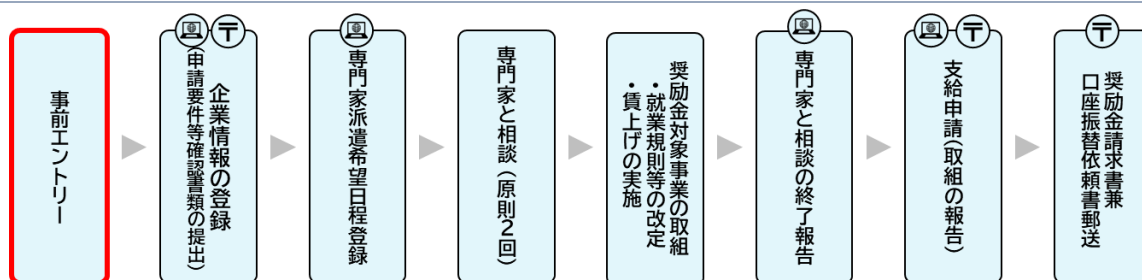 事前エントリー
企業情報の登録
(申請要件等確認書類の提出)
専門家派遣希望日程登録
専門家と相談(原則2回)
奨励金対象事業の取組
・就業規則等の改定
・賃上げの実施
専門家と相談の終了報告
支給申請(取組の報告)
奨励金請求書兼
口座振替依頼書郵送